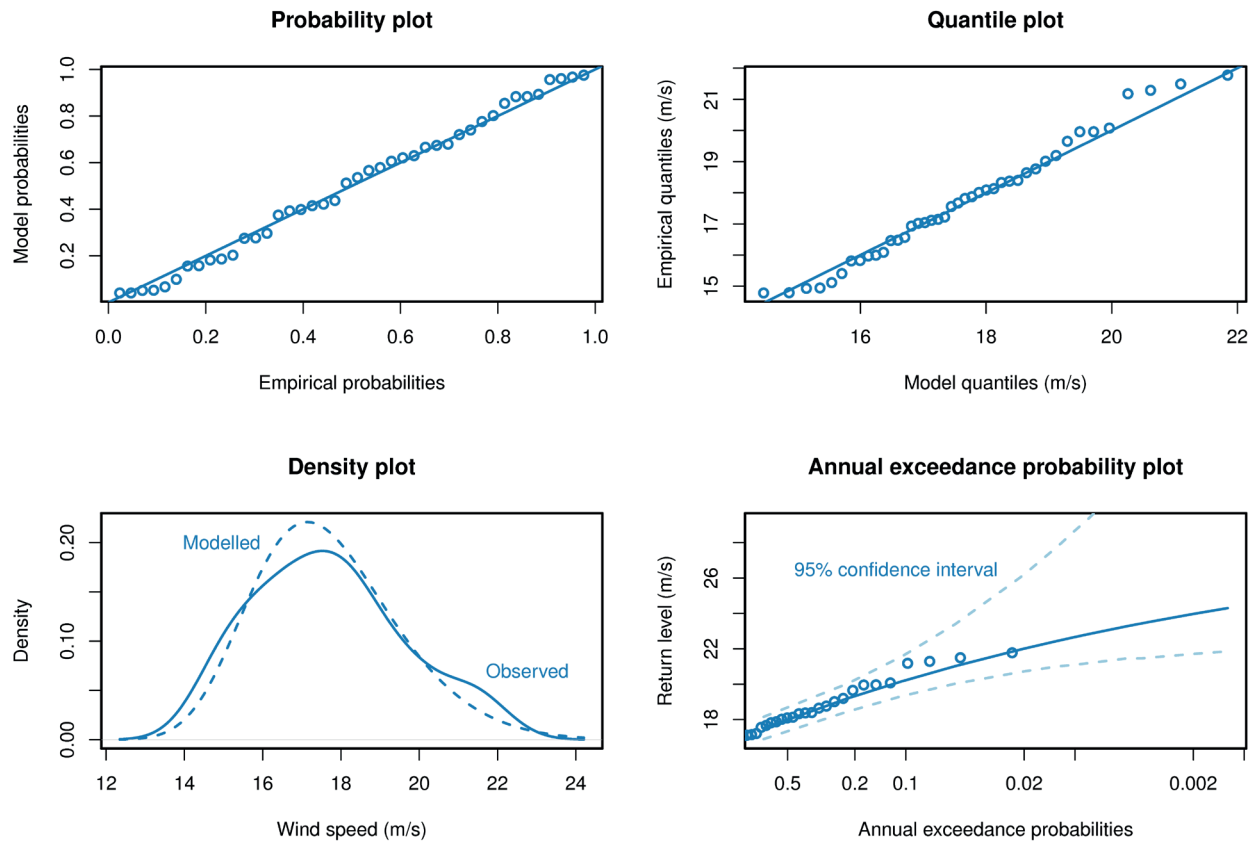 Probability plot
Model probabilities
1.0
0.8
0.6
0.4
0.2
0.0 0.2 0.4 0.6 0.8 1.0
Empirical probabilities
Quantile plot
Empirical quantiles (m/s)
21
19
17
15
16 18 20 22
Model quantiles (m/s)
Density plot
Density
0.20
0.10
0.00
Modelled
Observed
12 14 16 18 20 22 24
Wind speed (m/s)
Annual exceedance probability plot
Return level (m/s)
26
22
18
95% confidence interval
0.5 0.2 0.1 0.02 0.002
Annual exceedance probabilities